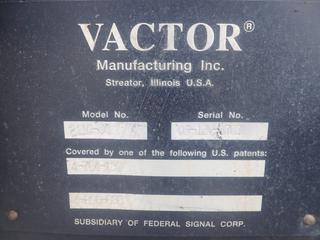 VACTOR®
Manufacturing Inc.
Streator, Illinois U.S.A.
Model No. Serial No.
Covered by one of the following U.S. patents:
SUBSIDIARY OF FEDERAL SIGNAL CORP.